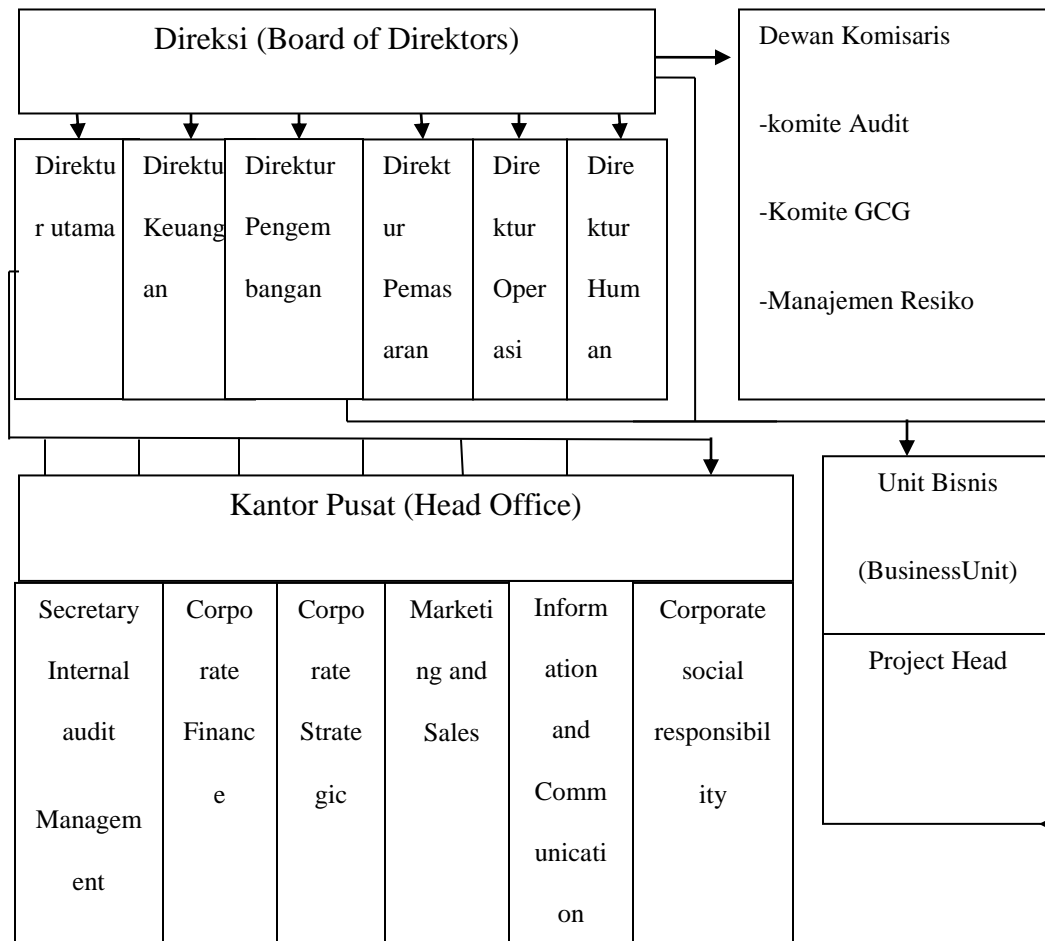 Direksi (Board of Direktors)
Dewan Komisaris
-komite Audit
-Komite GCG
-Manajemen Resiko
Direktu
r utama
Direktu
Keuang
an
Direktur
Pengem
bangan
Direkt
ur
Pemas
aran
Dire
ktur
Oper
asi
Dire
ktur
Hum
an
Kantor Pusat (Head Office)
Unit Bisnis
(BusinessUnit)
Project Head
Secretary
Internal
audit
Managem
ent
Corpo
rate
Financ
e
Corpo
rate
Strate
gic
Marketi
ng and
Sales
Inform
ation
and
Comm
unicati
on
Corporate
social
responsibil
ity